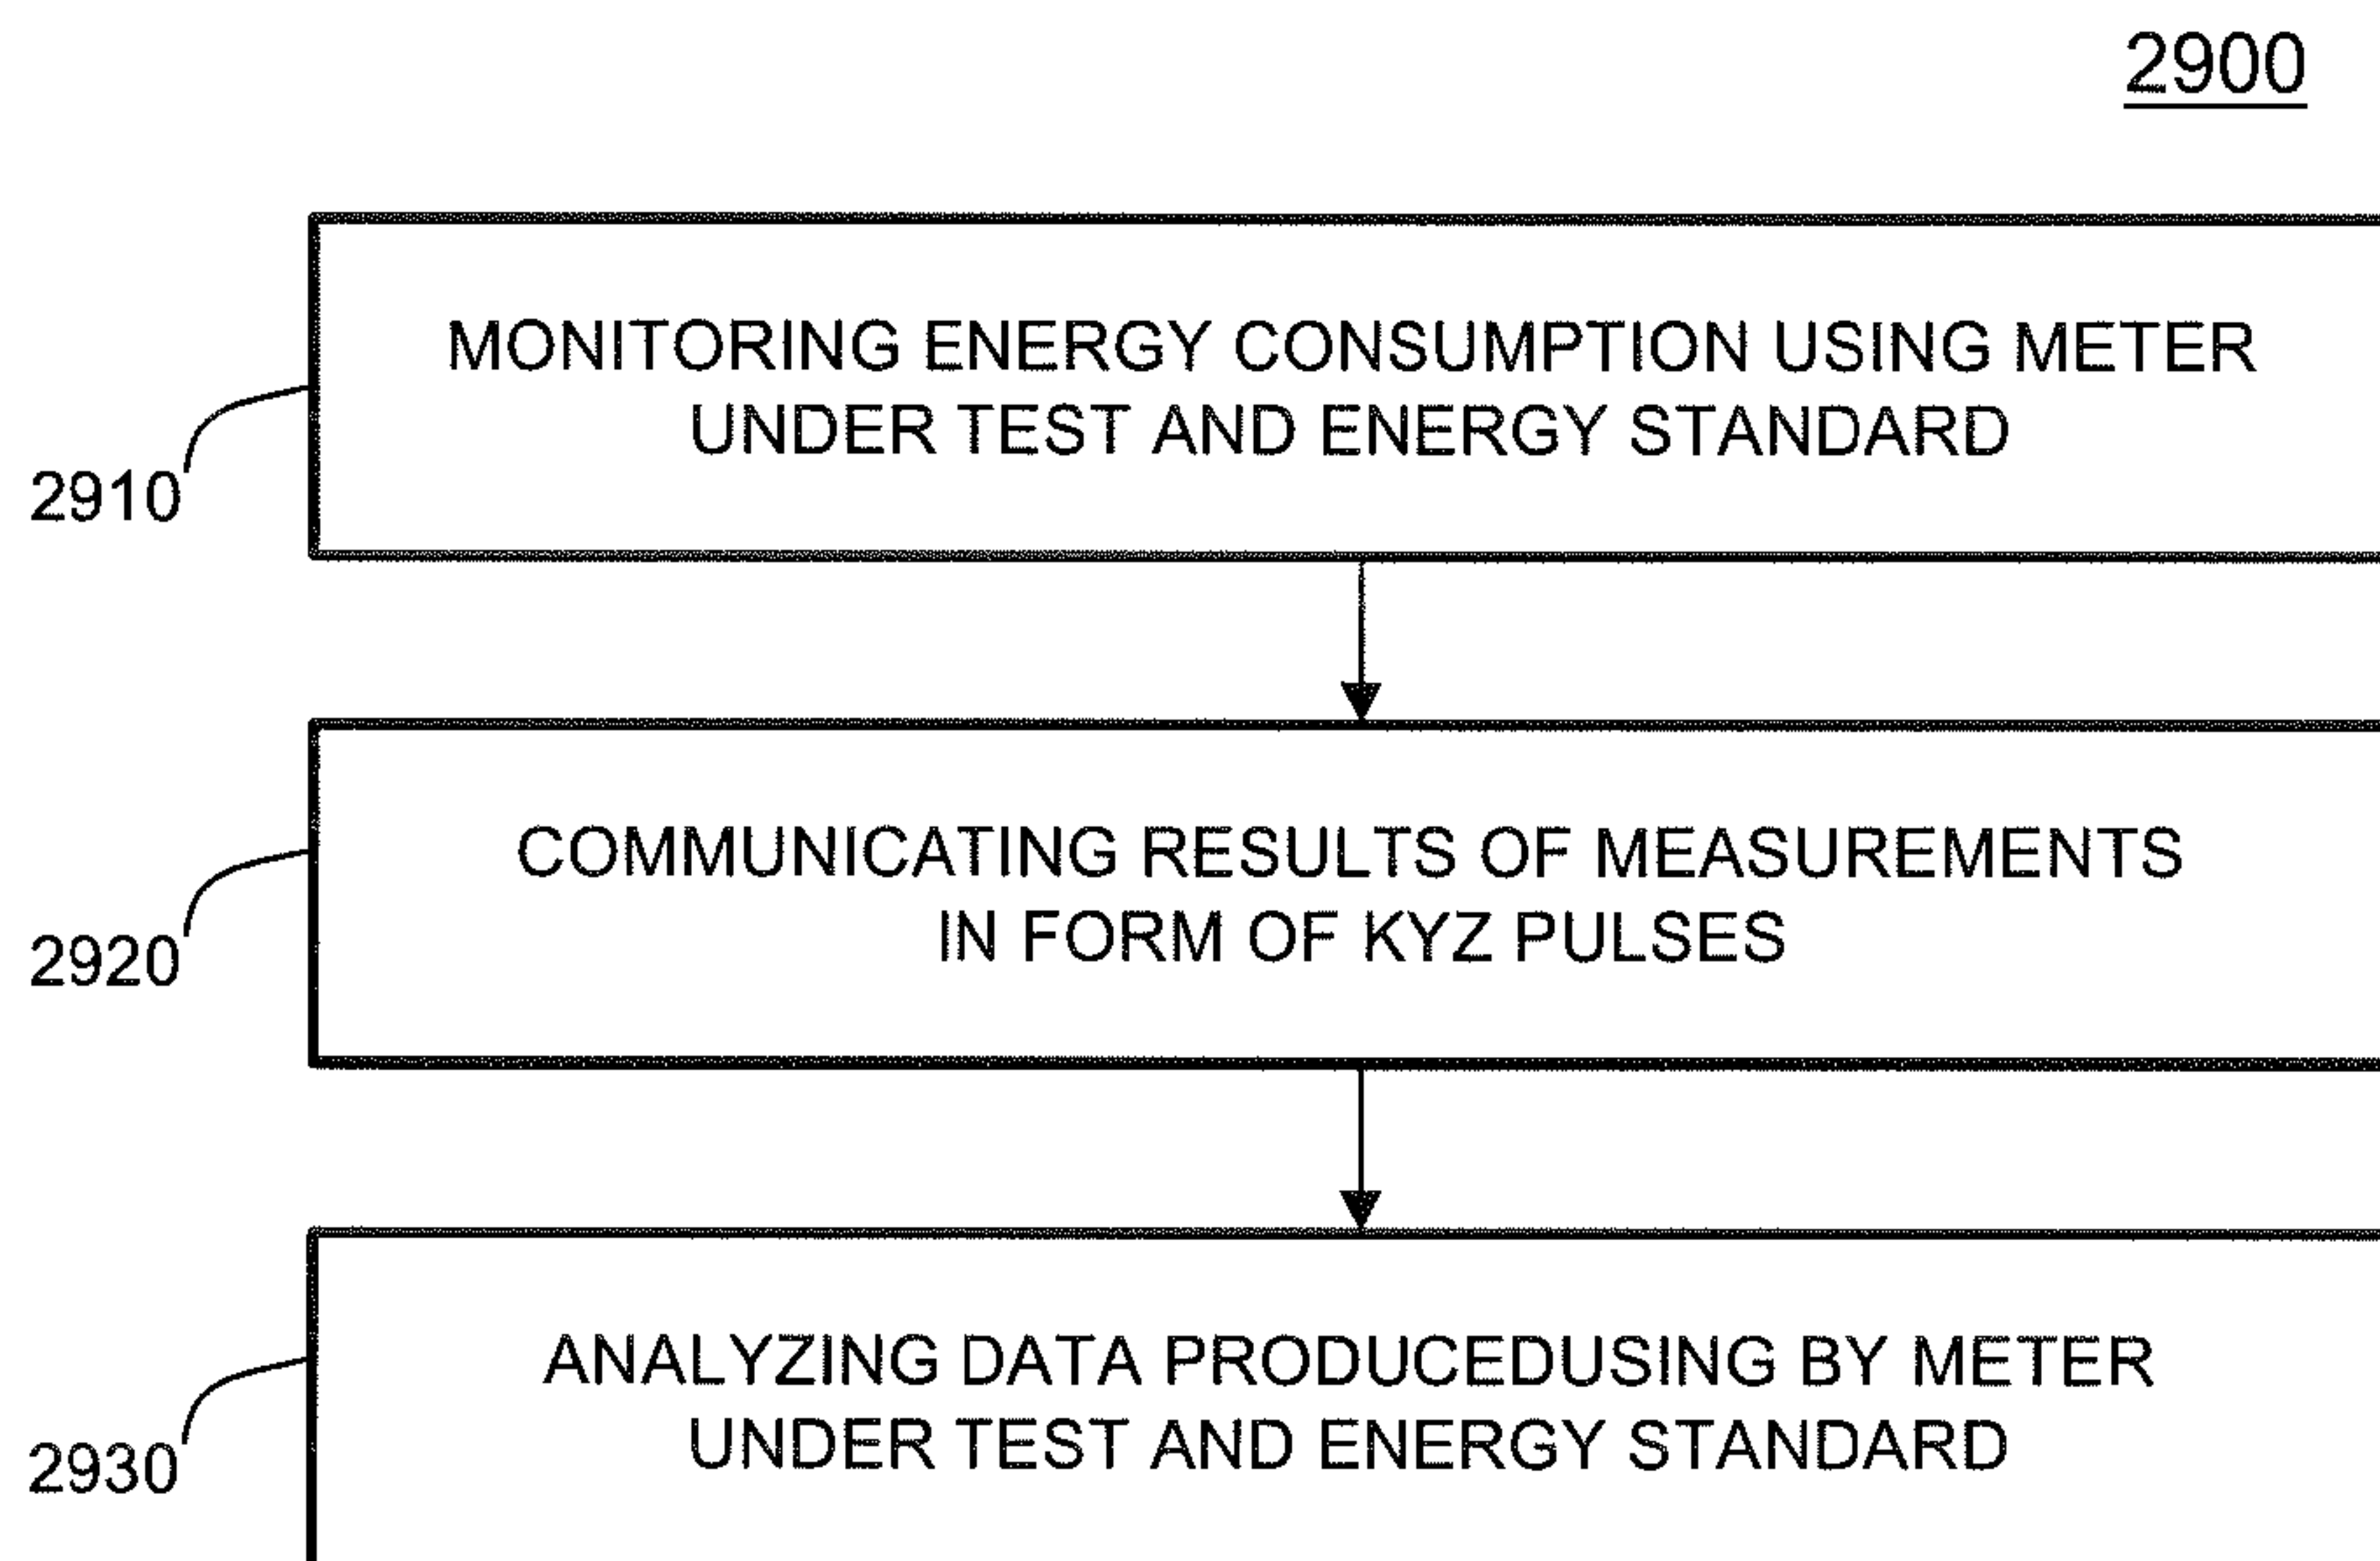 2900
MONITORING ENERGY CONSUMPTION USING METER
UNDER TEST AND ENERGY STANDARD
2910
COMMUNICATING RESULTS OF MEASUREMENTS
IN FORM OF KYZ PULSES
2920
ANALYZING DATA PRODUCEDUSING BY METER
UNDER TEST AND ENERGY STANDARD
2930